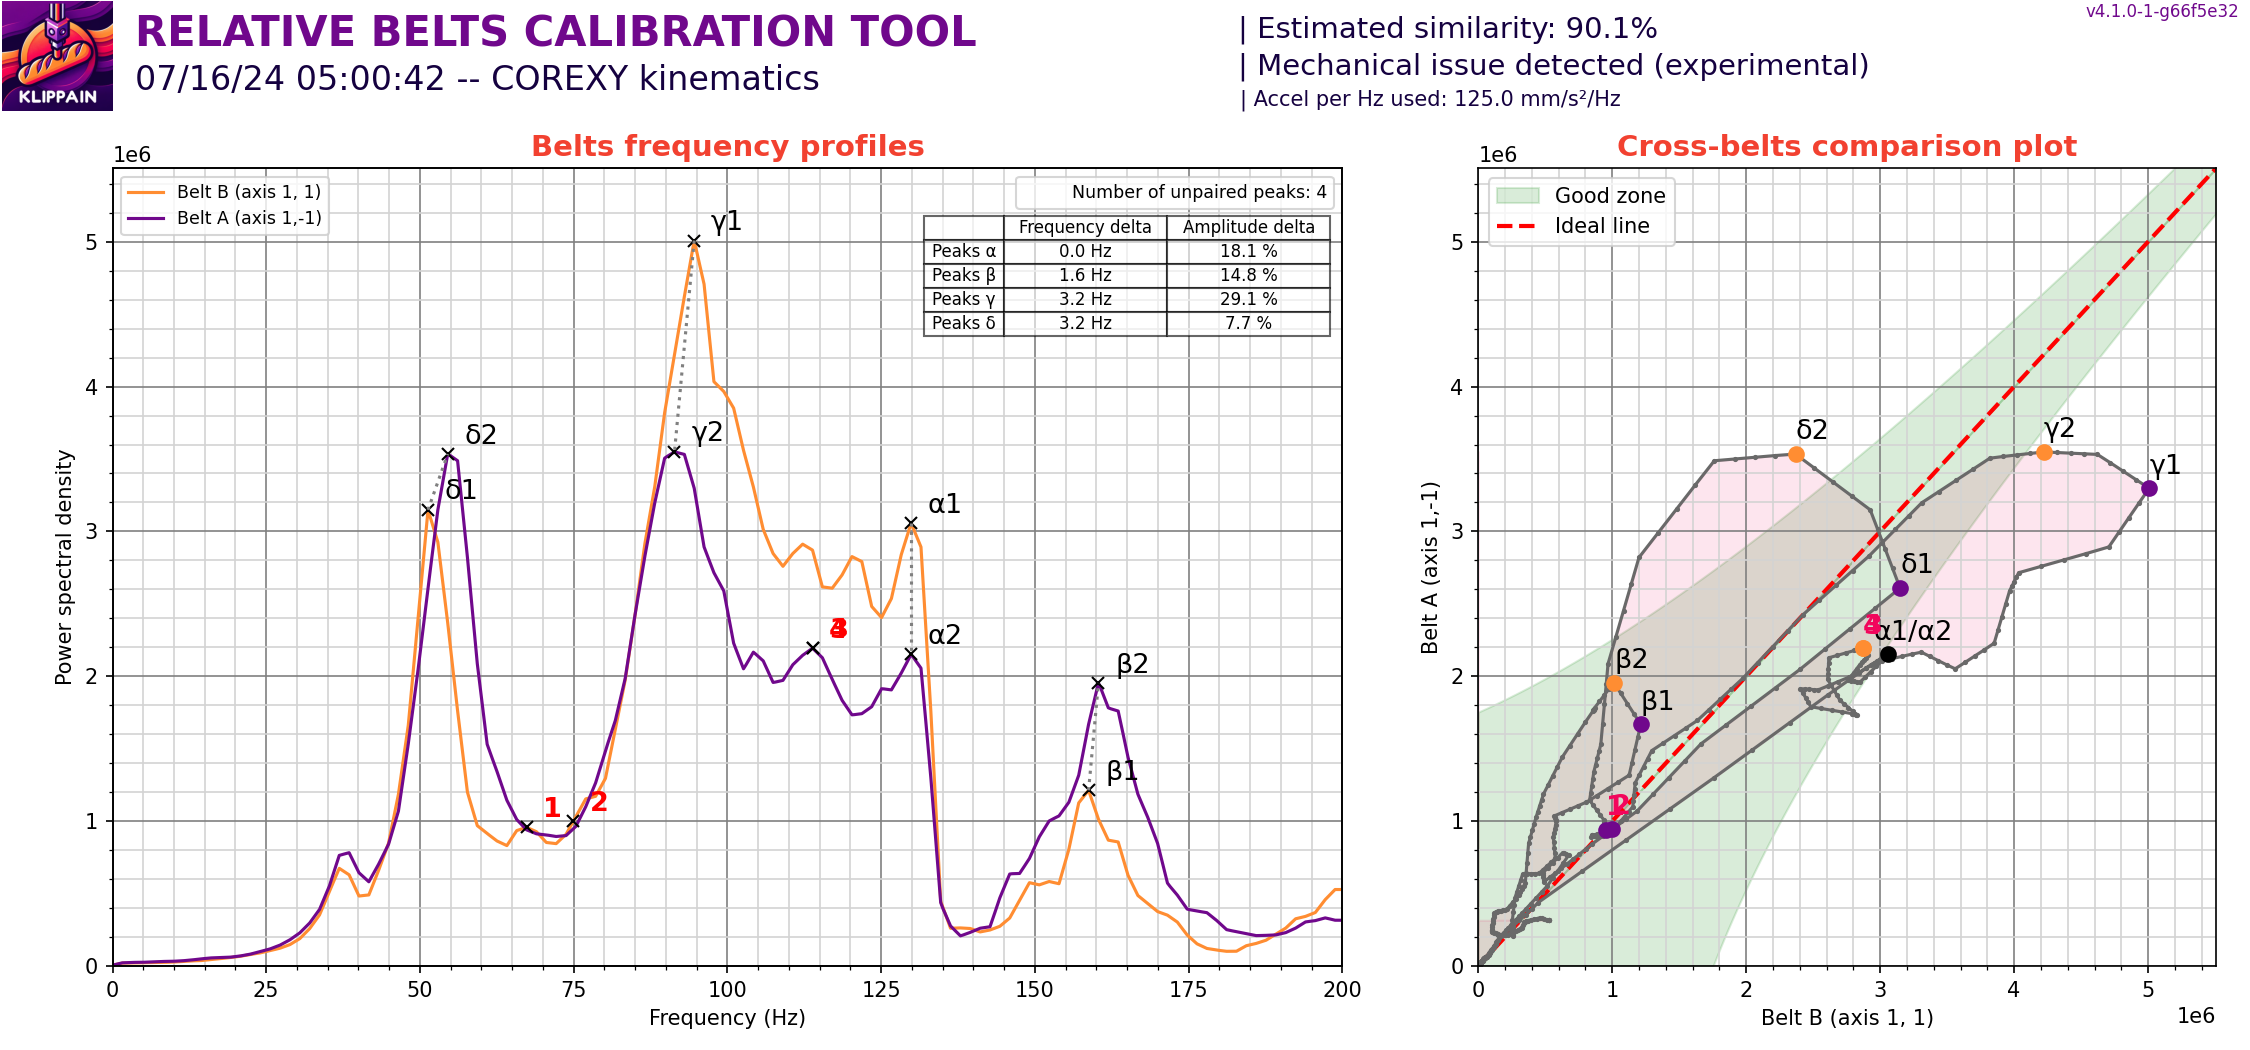 KLIPPAIN
RELATIVE BELTS CALIBRATION TOOL
07/16/24 05:00:42 -- COREXY kinematics
| Estimated similarity: 90.1%
| Mechanical issue detected (experimental)
| Accel per Hz used: 125.0 mm/s²/Hz
v4.1.0-1-g66f5e32
Belts frequency profiles
1e6
Belt B (axis 1, 1)
Belt A (axis 1,-1)
Number of unpaired peaks: 4
Frequency delta Amplitude delta
Peaks α 0.0 Hz 18.1 %
Peaks β 1.6 Hz 14.8 %
Peaks γ 3.2 Hz 29.1 %
Peaks δ 3.2 Hz 7.7 %
γ1
γ2
δ2
δ1
α1
α2
β2
β1
1
2
5
4
3
2
1
0
Power spectral density
0 25 50 75 100 125 150 175 200
Frequency (Hz)
Cross-belts comparison plot
1e6
Good zone
Ideal line
δ2
γ2
γ1
δ1
4
α1/α2
β2
β1
1
2
5
4
3
2
1
0
Belt A (axis 1,-1)
0 1 2 3 4 5
Belt B (axis 1, 1)
1e6